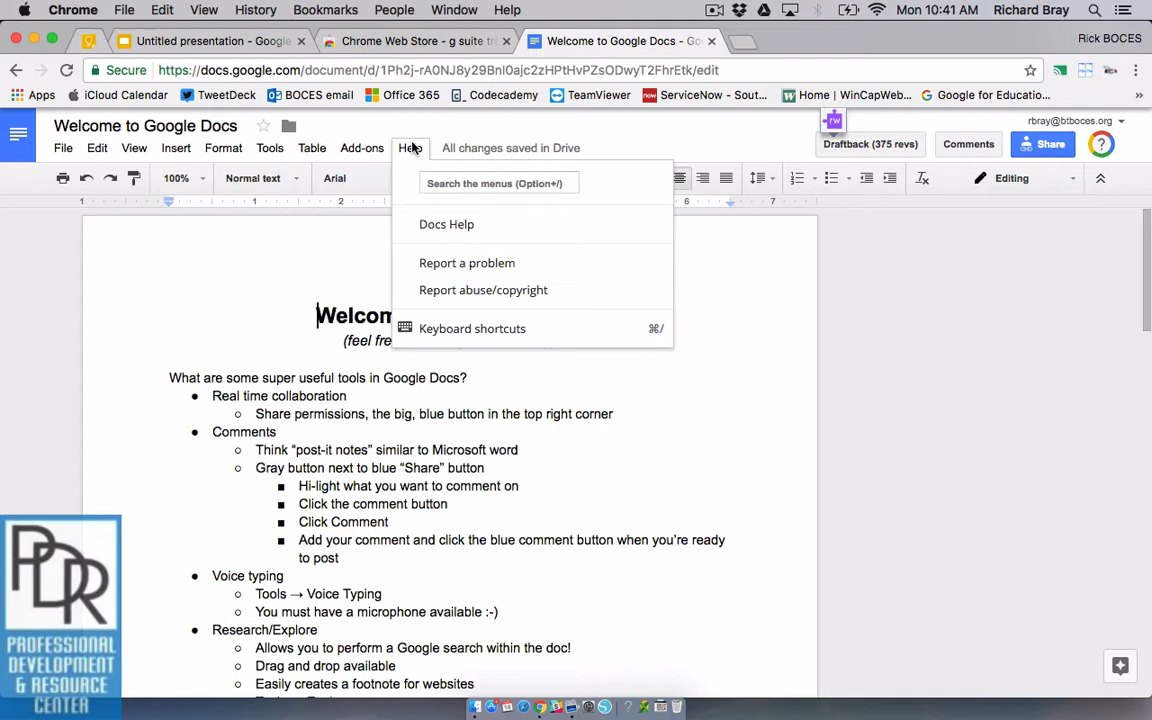 Chrome File Edit View History Bookmarks People Window Help Mon 10:41 AM Richard Bray
Untitled presentation - Google Chrome Web Store - g suite tr Welcome to Google Docs - Go Rick BOCES
Secure https://docs.google.com/document/d/1Ph2j-rA0NJ8y29Bnl0ajc2zHPtHvPZsODwyT2FhrEtk/edit
Apps iCloud Calendar TweetDeck BOCES email Office 365 Codecademy TeamViewer ServiceNow - Sout... Home | WinCapWeb... Google for Educatio...
rw
Welcome to Google Docs rbray@btboces.org
File Edit View Insert Format Tools Table Add-ons Help All changes saved in Drive Draftback (375 revs) Comments Share
100% Normal text Arial Editing
1 1 2 6 7
Search the menus (Option+/)
Docs Help
Report a problem
Report abuse/copyright
Keyboard shortcuts ⌘/
Welcom
(feel fre
What are some super useful tools in Google Docs?
● Real time collaboration
○ Share permissions, the big, blue button in the top right corner
● Comments
○ Think “post-it notes” similar to Microsoft word
○ Gray button next to blue “Share” button
■ Hi-light what you want to comment on
■ Click the comment button
■ Click Comment
■ Add your comment and click the blue comment button when you’re ready
to post
● Voice typing
○ Tools → Voice Typing
○ You must have a microphone available :-)
● Research/Explore
○ Allows you to perform a Google search within the doc!
○ Drag and drop available
○ Easily creates a footnote for websites
PDR
PROFESSIONAL
DEVELOPMENT
& RESOURCE
CENTER